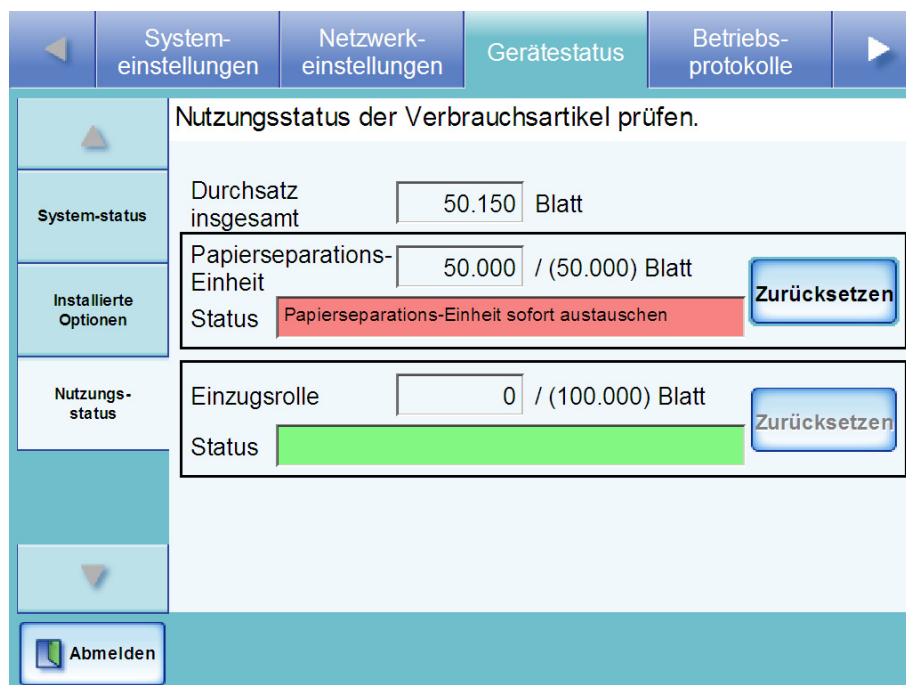 System-
einstellungen
Netzwerk-
einstellungen
Gerätestatus
Betriebs-
protokolle
Nutzungsstatus der Verbrauchsartikel prüfen.
System-status
Installierte
Optionen
Nutzungs-
status
Durchsatz
insgesamt
50.150 Blatt
Papierseparations-
Einheit
50.000 / (50.000) Blatt
Status Papierseparations-Einheit sofort austauschen
Zurücksetzen
Einzugsrolle 0 / (100.000) Blatt
Status
Zurücksetzen
Abmelden